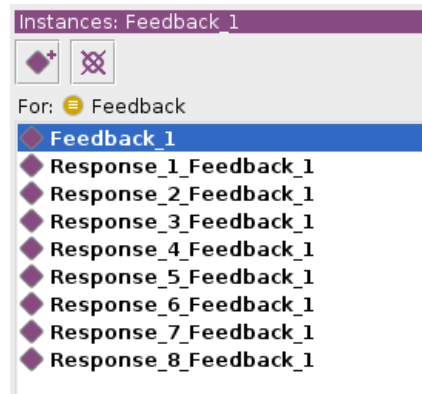 Instances: Feedback_1
For: Feedback
Feedback_1
Response_1_Feedback_1
Response_2_Feedback_1
Response_3_Feedback_1
Response_4_Feedback_1
Response_5_Feedback_1
Response_6_Feedback_1
Response_7_Feedback_1
Response_8_Feedback_1